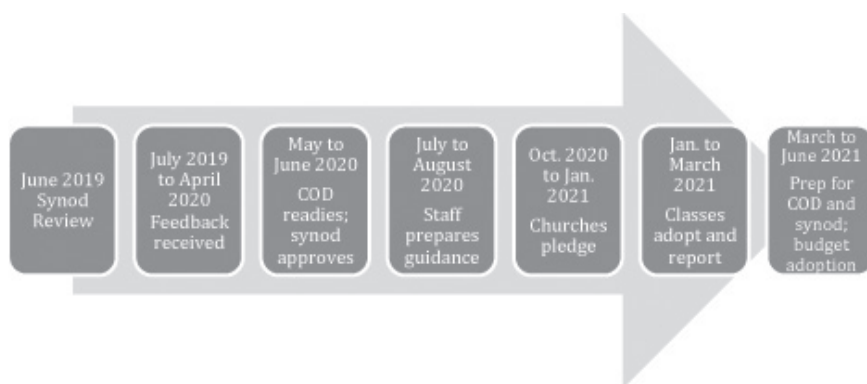 June 2019
Synod
Review
July 2019
to April
2020
Feedback
received
May to
June 2020
COD
readies;
synod
approves
July to
August
2020
Staff
prepares
guidance
Oct. 2020
to Jan.
2021
Churches
pledge
Jan. to
March
2021
Classes
adopt and
report
March to
June 2021
Prep for
COD and
synod;
budget
adoption